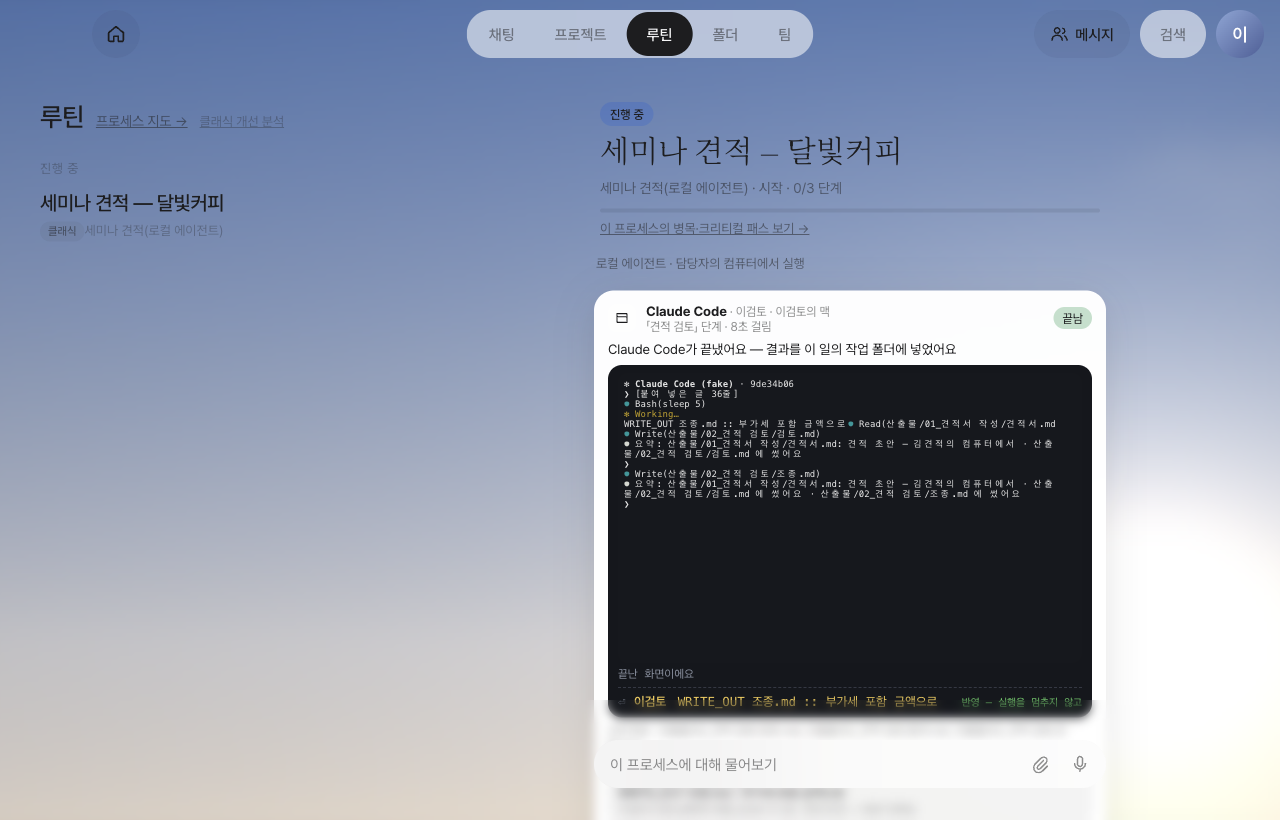 채팅
프로젝트
루틴
폴더
팀
메시지
검색
이
루틴 프로세스 지도 → 클래식 개선 분석
진행 중
세미나 견적 — 달빛커피
클래식 세미나 견적(로컬 에이전트)
진행 중
세미나 견적 – 달빛커피
세미나 견적(로컬 에이전트) · 시작 · 0/3 단계
이 프로세스의 병목·크리티컬 패스 보기 →
로컬 에이전트 · 담당자의 컴퓨터에서 실행
Claude Code · 이검토 · 이검토의 맥
「견적 검토」 단계 · 8초 걸림
끝남
Claude Code가 끝냈어요 — 결과를 이 일의 작업 폴더에 넣었어요
✻ Claude Code (fake) · 9de34b06
❯ [붙여 넣은 글 36줄]
● Bash(sleep 5)
✻ Working…
WRITE_OUT 조종.md :: 부가세 포함 금액으로● Read(산출물/01_견적서 작성/견적서.md
● Write(산출물/02_견적 검토/검토.md)
● 요약: 산출물/01_견적서 작성/견적서.md: 견적 초안 — 김견적의 컴퓨터에서 · 산출
물/02_견적 검토/검토.md 에 썼어요
❯
● Write(산출물/02_견적 검토/조종.md)
● 요약: 산출물/01_견적서 작성/견적서.md: 견적 초안 — 김견적의 컴퓨터에서 · 산출
물/02_견적 검토/검토.md 에 썼어요 · 산출물/02_견적 검토/조종.md 에 썼어요
❯
끝난 화면이에요
이검토 WRITE_OUT 조종.md :: 부가세 포함 금액으로 반영 — 실행을 멈추지 않고
이 프로세스에 대해 물어보기